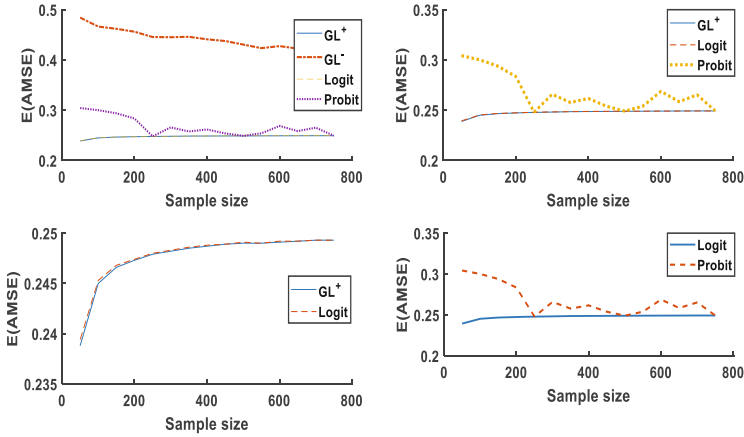 0.5
0.4
0.3
0.2
0
200
400
600
800
E(AMSE)
Sample size
GL+
GL-
Logit
Probit
0.35
0.3
0.25
0.2
0
200
400
600
800
E(AMSE)
Sample size
GL+
Logit
Probit
0.25
0.245
0.24
0.235
0
200
400
600
800
E(AMSE)
Sample size
GL+
Logit
0.35
0.3
0.25
0.2
0
200
400
600
800
E(AMSE)
Sample size
Logit
Probit